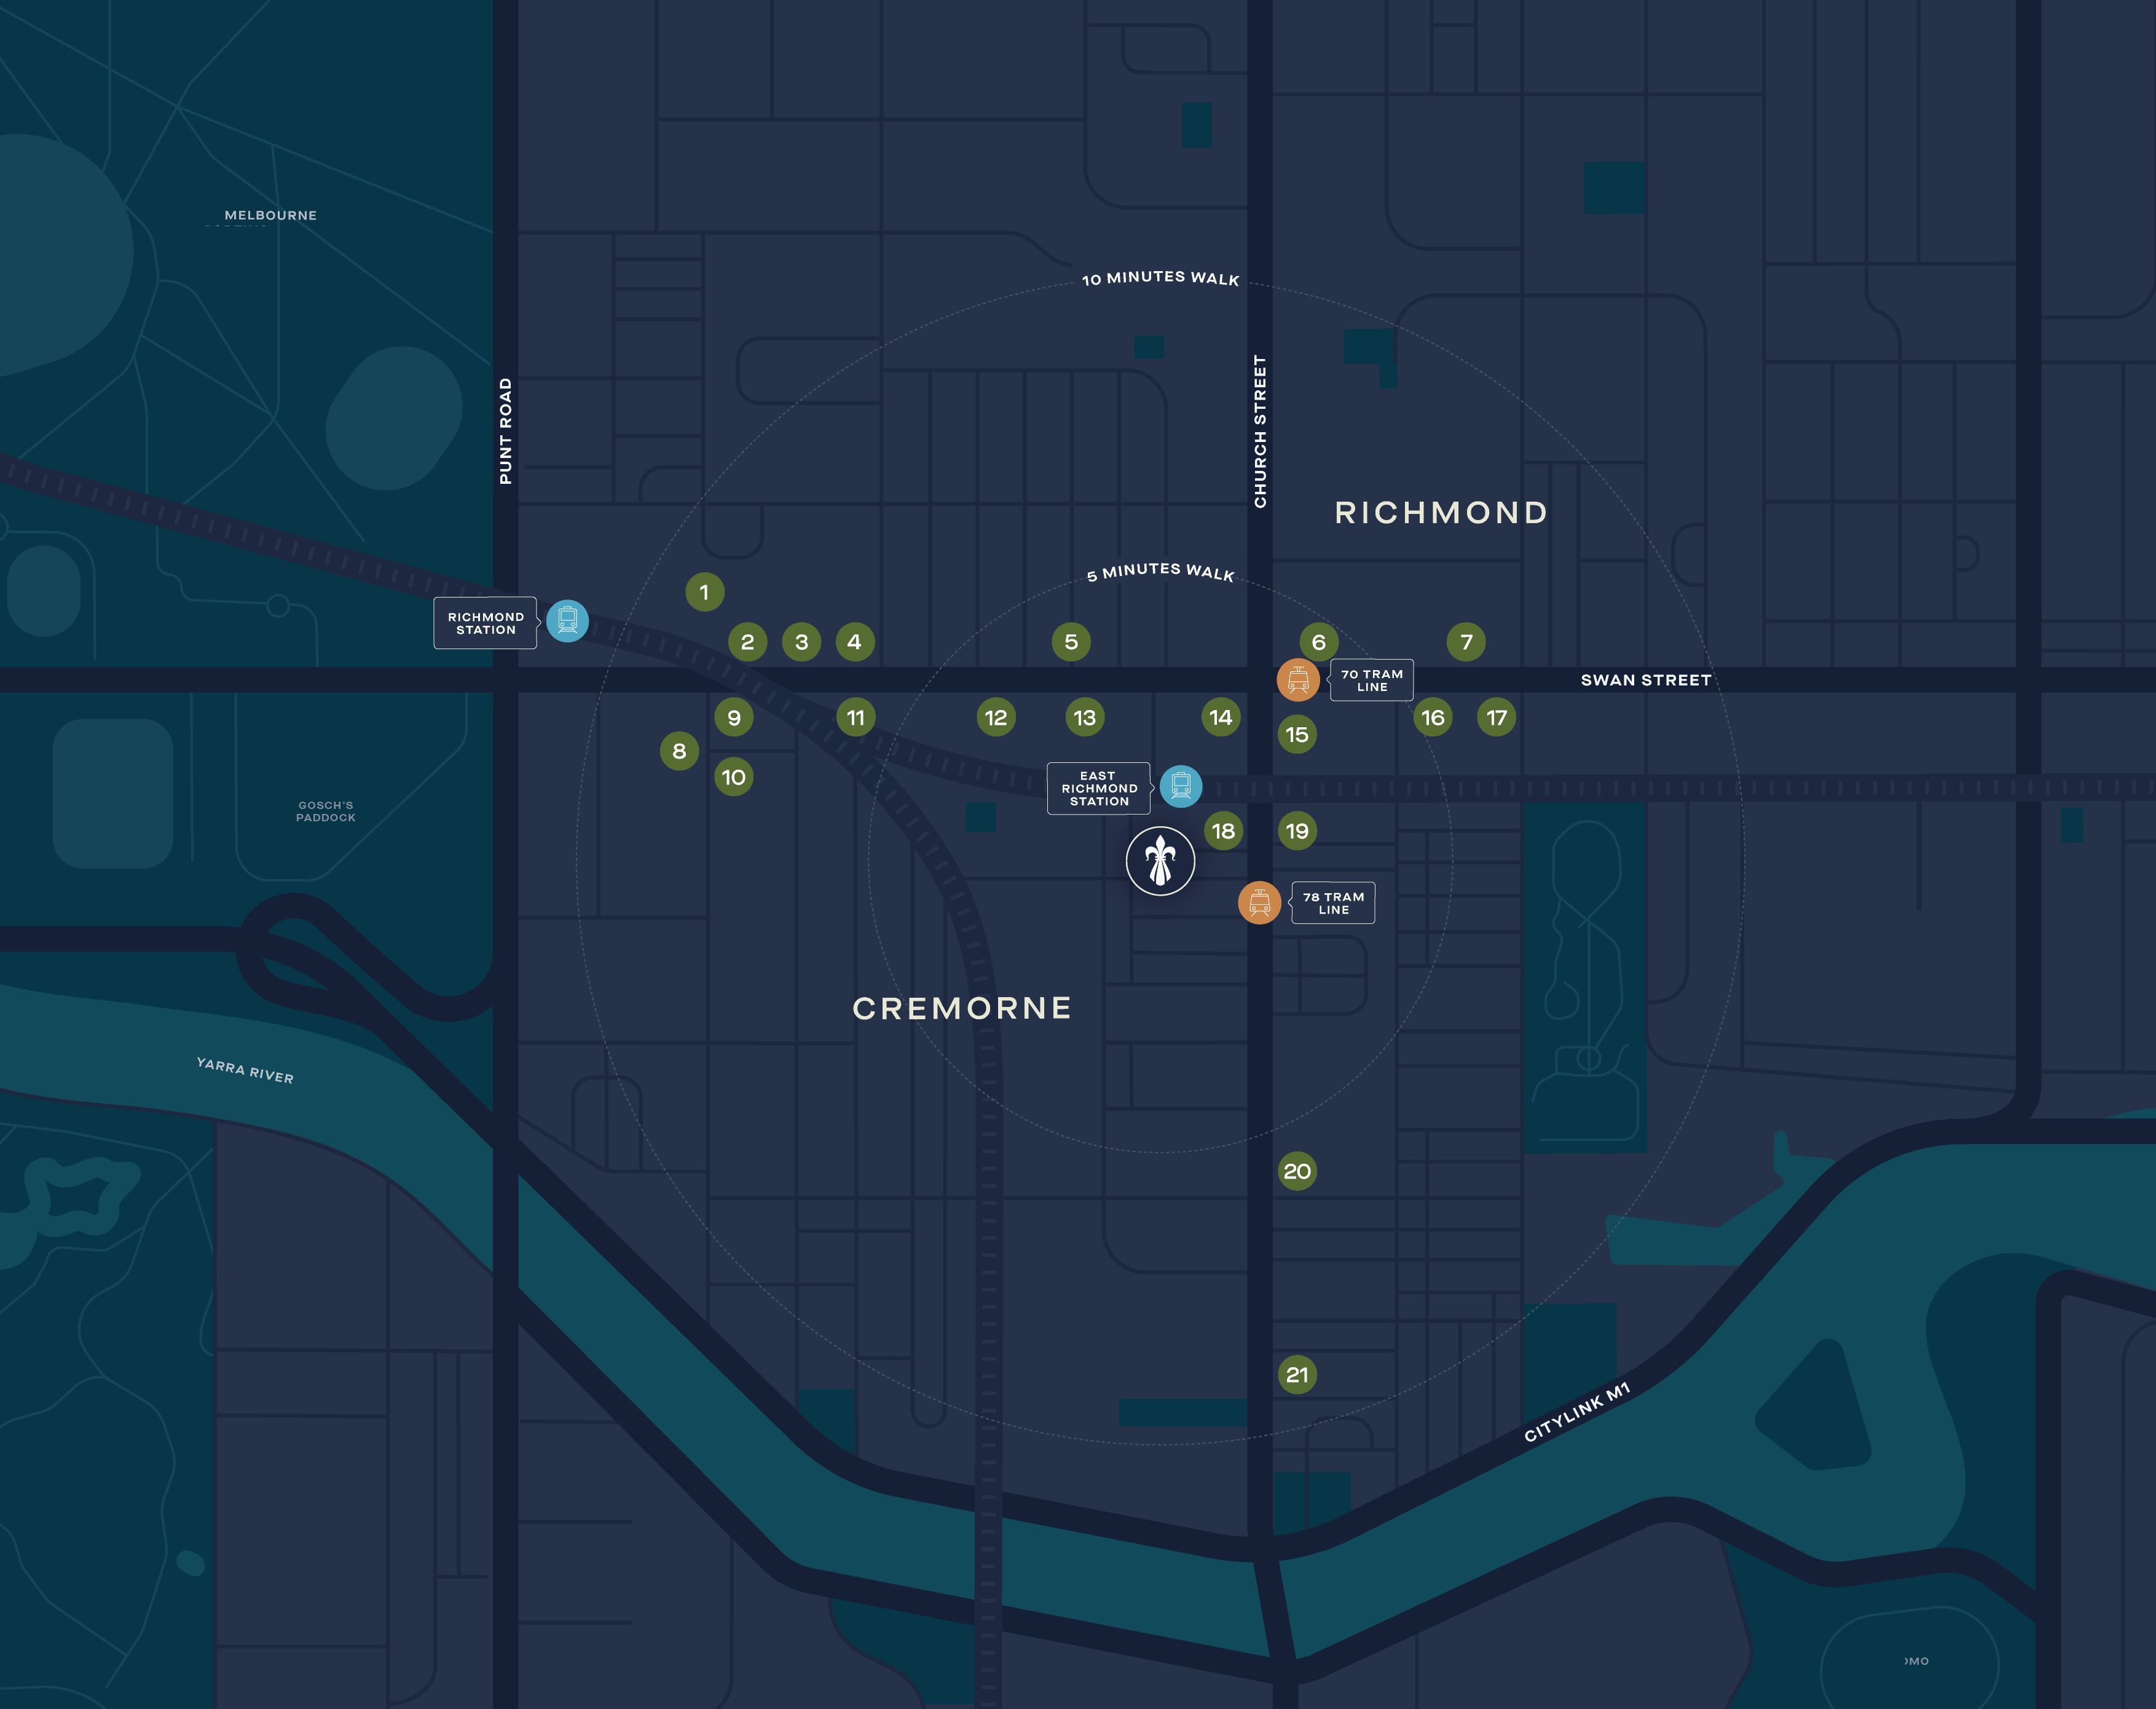 MELBOURNE
10 MINUTES WALK
PUNT ROAD
CHURCH STREET
RICHMOND
5 MINUTES WALK
1
RICHMOND
STATION
2
3
4
5
6
7
70 TRAM
LINE
SWAN STREET
9
11
12
13
14
15
16
17
8
10
EAST
RICHMOND
STATION
GOSCH'S
PADDOCK
18
19
78 TRAM
LINE
CREMORNE
YARRA RIVER
20
21
CITYLINK M1